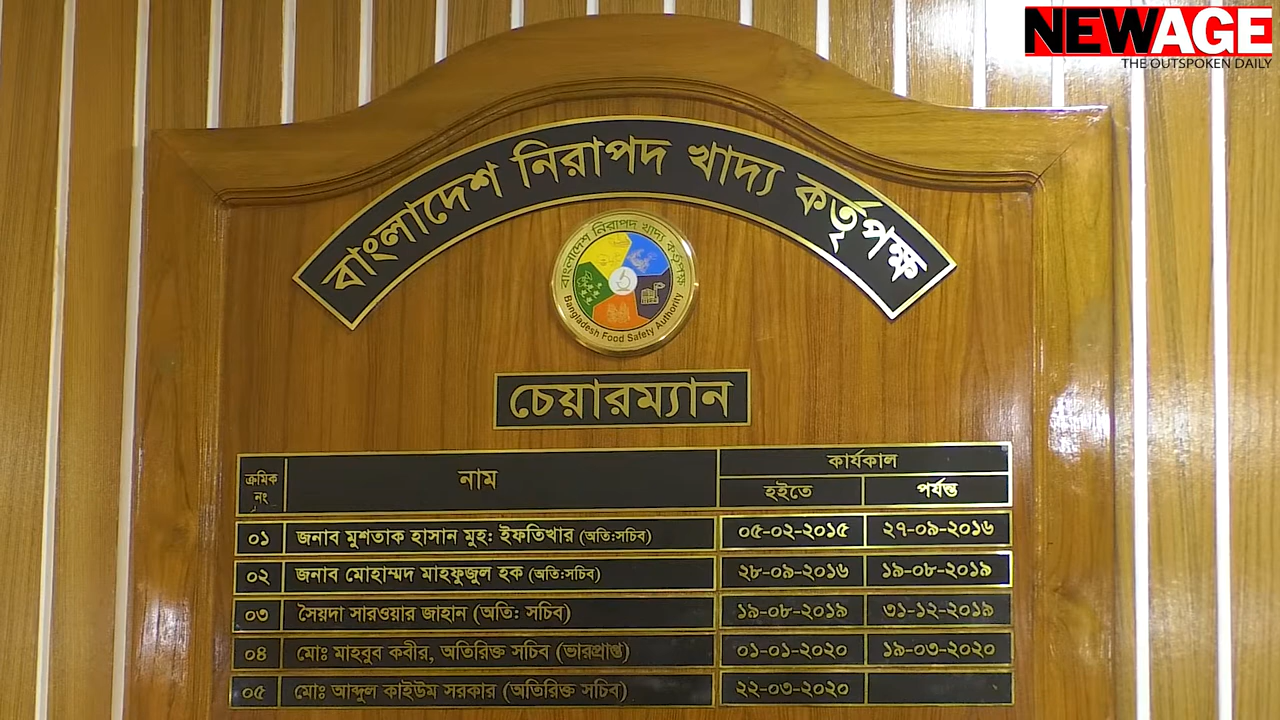 NEWAGE
THE OUTSPOKEN DAILY
বাংলাদেশ নিরাপদ খাদ্য কর্তৃপক্ষ
বাংলাদেশ নিরাপদ খাদ্য কর্তৃপক্ষ
Bangladesh Food Safety Authority
চেয়ারম্যান
ক্রমিক নং নাম কার্যকাল
হইতে পর্যন্ত
০১ জনাব মুশতাক হাসান মুহ: ইফতিখার (অতি:সচিব) ০৫-০২-২০১৫ ২৭-০৯-২০১৬
০২ জনাব মোহাম্মদ মাহফুজুল হক (অতি:সচিব) ২৮-০৯-২০১৬ ১৯-০৮-২০১৯
০৩ সৈয়দা সারওয়ার জাহান (অতি: সচিব) ১৯-০৮-২০১৯ ৩১-১২-২০১৯
০৪ মোঃ মাহবুব কবীর, অতিরিক্ত সচিব (ভারপ্রাপ্ত) ০১-০১-২০২০ ১৯-০৩-২০২০
০৫ মোঃ আব্দুল কাইউম সরকার (অতিরিক্ত সচিব) ২২-০৩-২০২০